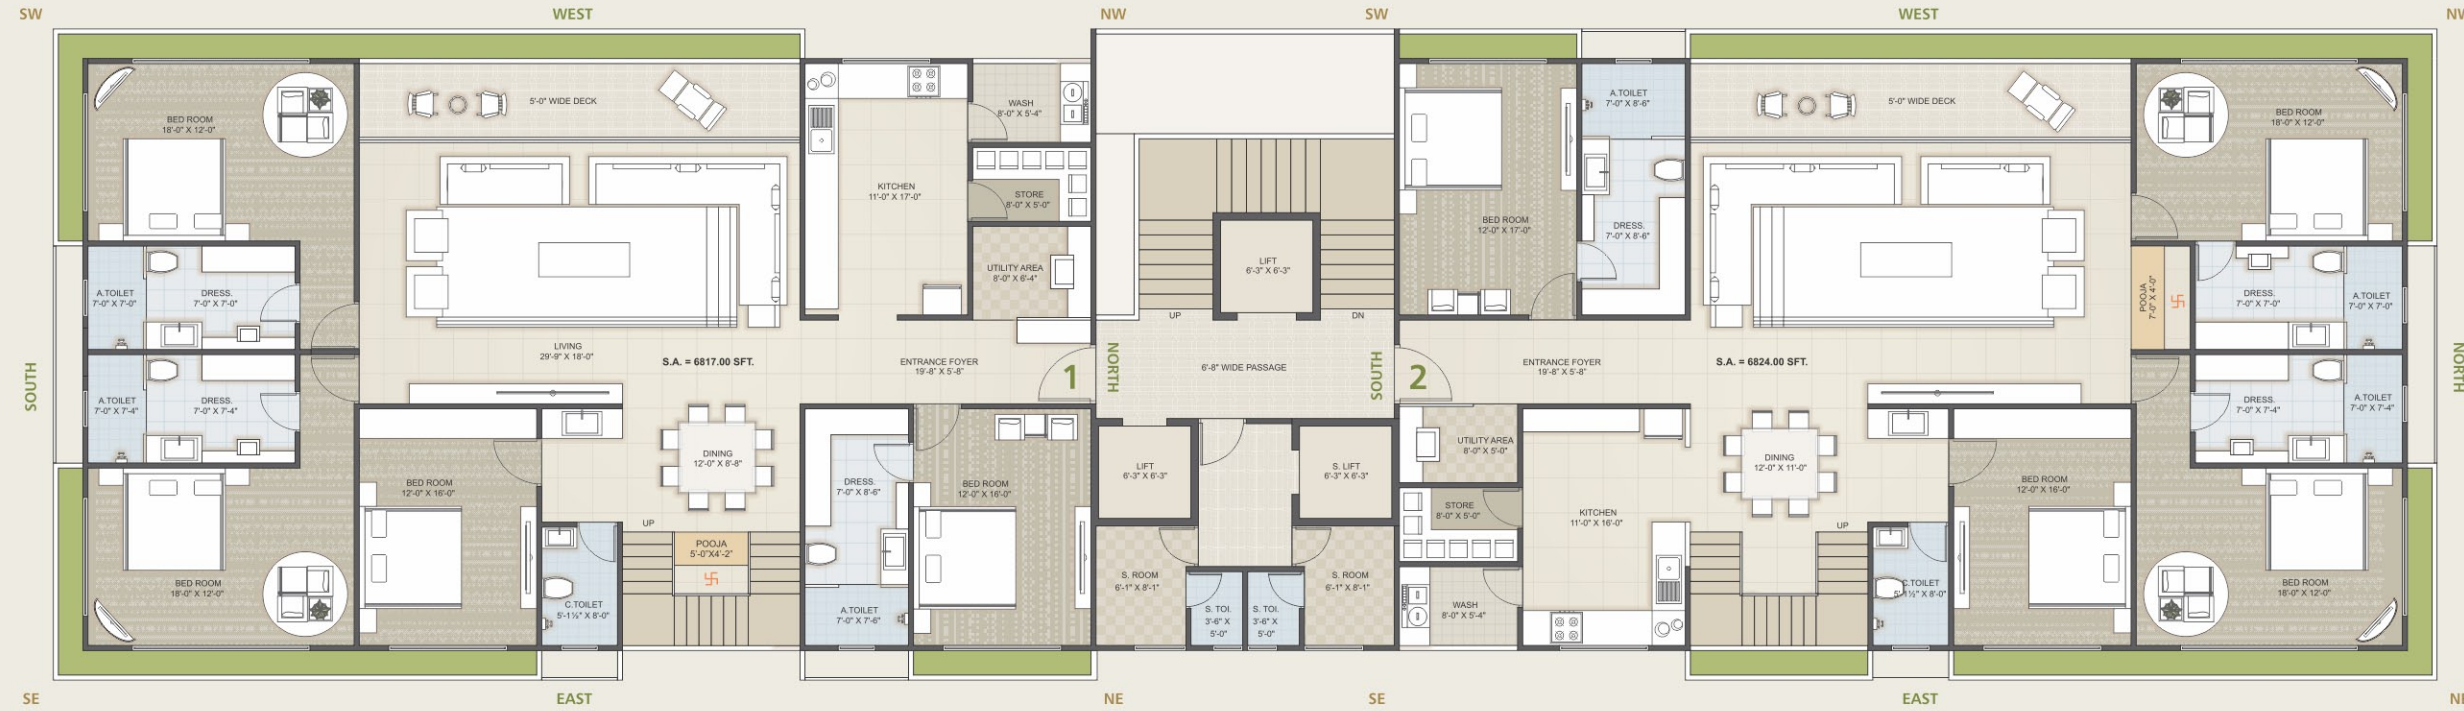 SW
WEST
NW
SW
WEST
NW
5'-0" WIDE DECK
5'-0" WIDE DECK
BED ROOM
18'-0" X 12'-0"
WASH
8'-0" X 5'-4"
A.TOILET
7'-0" X 8'-6"
BED ROOM
18'-0" X 12'-0"
KITCHEN
11'-0" X 17'-0"
STORE
8'-0" X 5'-0"
BED ROOM
12'-0" X 17'-0"
DRESS.
7'-0" X 8'-6"
UTILITY AREA
8'-0" X 6'-4"
LIFT
6'-3" X 6'-3"
A.TOILET
7'-0" X 7'-0"
DRESS.
7'-0" X 7'-0"
POOJA
7'-0" X 4'-0"
卐
DRESS.
7'-0" X 7'-0"
A.TOILET
7'-0" X 7'-0"
UP
DN
LIVING
29'-9" X 18'-0"
S.A. = 6817.00 SFT.
ENTRANCE FOYER
19'-8" X 5'-8"
1
NORTH
6'-8" WIDE PASSAGE
SOUTH
2
ENTRANCE FOYER
19'-8" X 5'-8"
S.A. = 6824.00 SFT.
SOUTH
NORTH
A.TOILET
7'-0" X 7'-4"
DRESS.
7'-0" X 7'-4"
DRESS.
7'-0" X 7'-4"
A.TOILET
7'-0" X 7'-4"
DINING
12'-0" X 8'-8"
UTILITY AREA
8'-0" X 5'-0"
DINING
12'-0" X 11'-0"
BED ROOM
12'-0" X 16'-0"
DRESS.
7'-0" X 8'-6"
BED ROOM
12'-0" X 16'-0"
LIFT
6'-3" X 6'-3"
S. LIFT
6'-3" X 6'-3"
BED ROOM
12'-0" X 16'-0"
STORE
8'-0" X 5'-0"
KITCHEN
11'-0" X 16'-0"
UP
UP
POOJA
5'-0"X4'-2"
卐
BED ROOM
18'-0" X 12'-0"
C.TOILET
5'-1½" X 8'-0"
A.TOILET
7'-0" X 7'-6"
S. ROOM
6'-1" X 8'-1"
S. TOI.
3'-6" X
5'-0"
S. TOI.
3'-6" X
5'-0"
S. ROOM
6'-1" X 8'-1"
WASH
8'-0" X 5'-4"
C.TOILET
5'-1½" X 8'-0"
BED ROOM
18'-0" X 12'-0"
SE
EAST
NE
SE
EAST